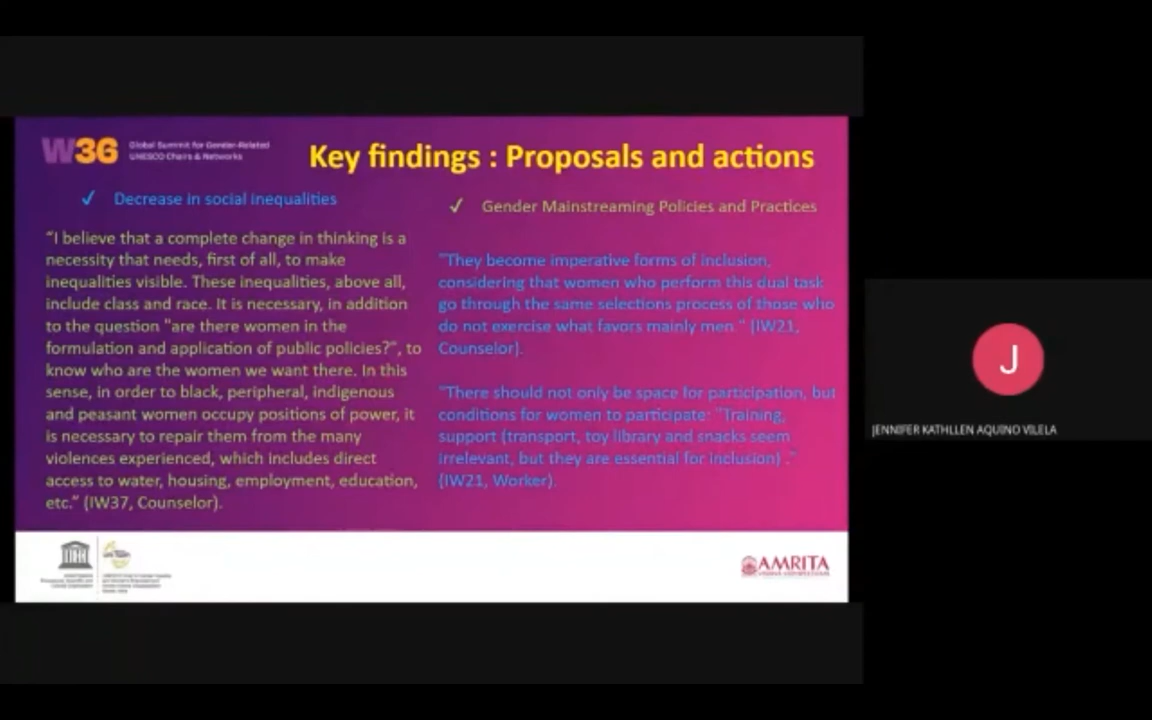 W36
Global Summit for Gender-Related
UNESCO Chairs & Networks
Key findings : Proposals and actions
✓ Decrease in social inequalities
"I believe that a complete change in thinking is a
necessity that needs, first of all, to make
inequalities visible. These inequalities, above all,
include class and race. It is necessary, in addition
to the question "are there women in the
formulation and application of public policies?", to
know who are the women we want there. In this
sense, in order to black, peripheral, indigenous
and peasant women occupy positions of power, it
is necessary to repair them from the many
violences experienced, which includes direct
access to water, housing, employment, education,
etc." (IW37, Counselor).
✓ Gender Mainstreaming Policies and Practices
"They become imperative forms of inclusion,
considering that women who perform this dual task
go through the same selections process of those who
do not exercise what favors mainly men." (IW21,
Counselor).
"There should not only be space for participation, but
conditions for women to participate: "Training,
support (transport, toy library and snacks seem
irrelevant, but they are essential for inclusion) ."
(IW21, Worker).
AMRITA
J
JENNIFER KATHLLEN AQUINO VILELA